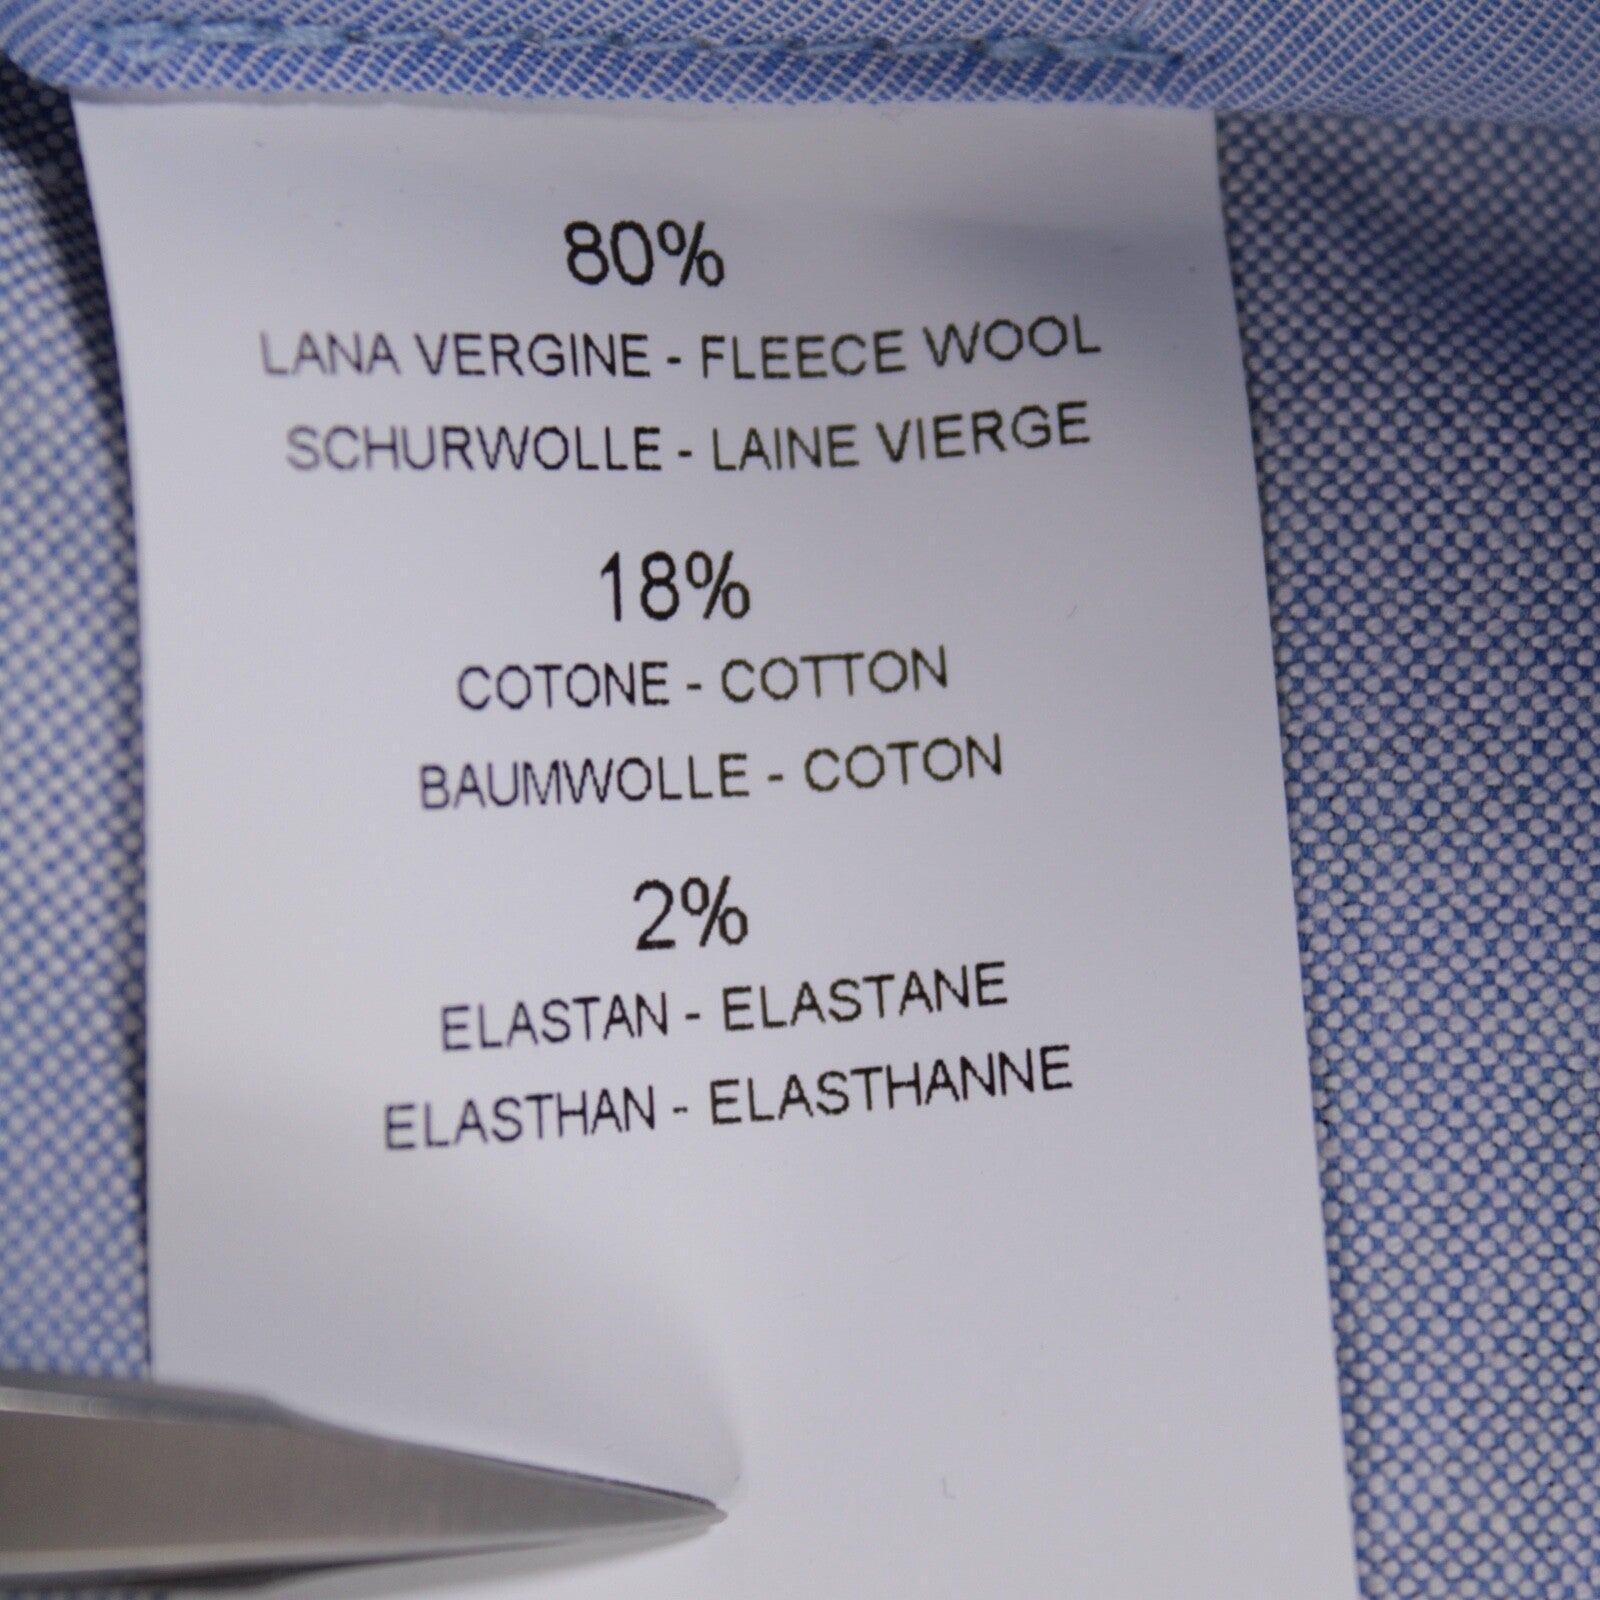 80%
LANA VERGINE - FLEECE WOOL
SCHURWOLLE - LAINE VIERGE
18%
COTONE - COTTON
BAUMWOLLE - COTON
2%
ELASTAN - ELASTANE
ELASTHAN - ELASTHANNE